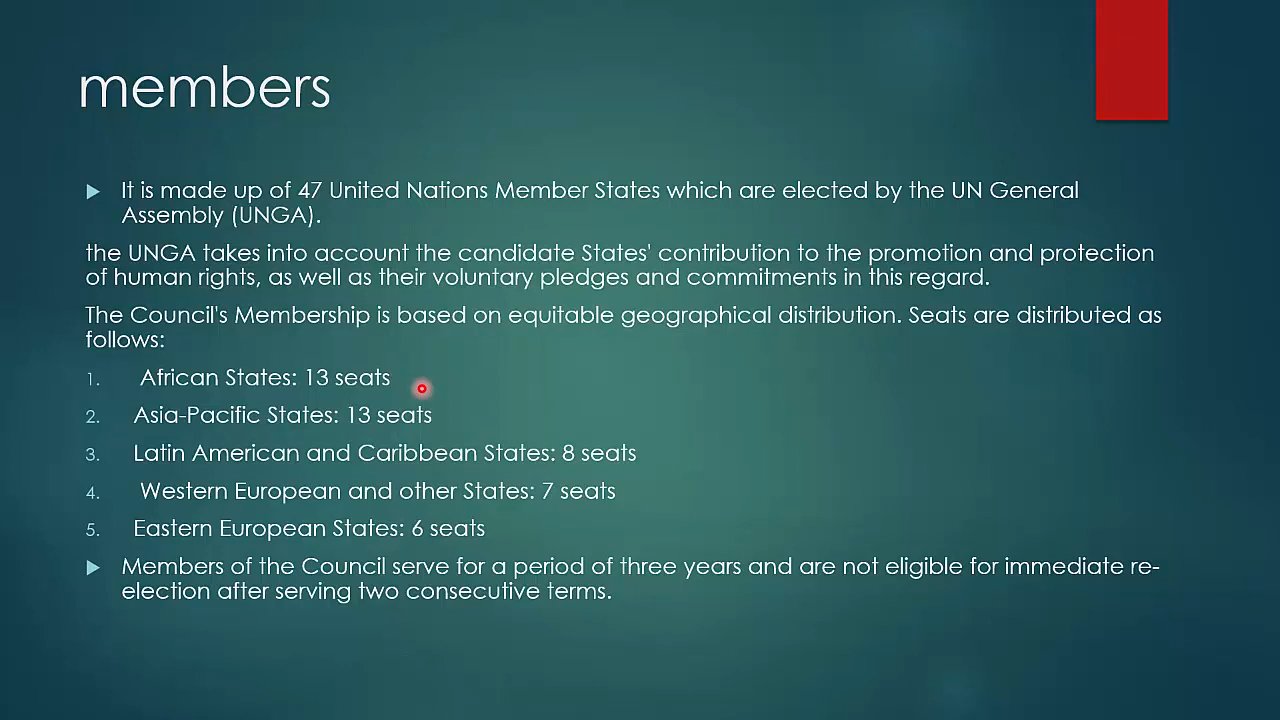 members
It is made up of 47 United Nations Member States which are elected by the UN General
Assembly (UNGA).
the UNGA takes into account the candidate States' contribution to the promotion and protection
of human rights, as well as their voluntary pledges and commitments in this regard.
The Council's Membership is based on equitable geographical distribution. Seats are distributed as
follows:
1. African States: 13 seats
2. Asia-Pacific States: 13 seats
3. Latin American and Caribbean States: 8 seats
4. Western European and other States: 7 seats
5. Eastern European States: 6 seats
Members of the Council serve for a period of three years and are not eligible for immediate re-
election after serving two consecutive terms.